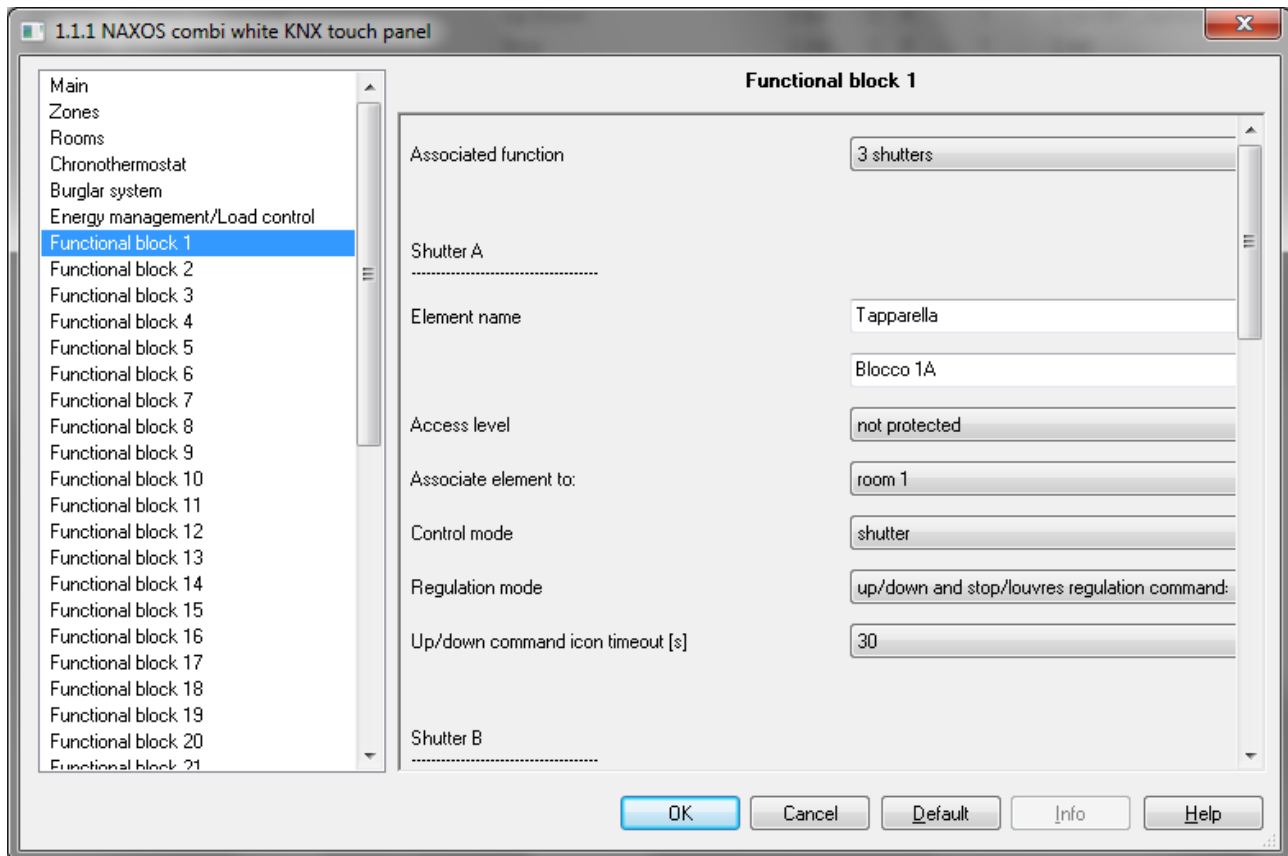 1.1.1 NAXOS combi white KNX touch panel
Main
Zones
Rooms
Chronothermostat
Burglar system
Energy management/Load control
Functional block 1
Functional block 2
Functional block 3
Functional block 4
Functional block 5
Functional block 6
Functional block 7
Functional block 8
Functional block 9
Functional block 10
Functional block 11
Functional block 12
Functional block 13
Functional block 14
Functional block 15
Functional block 16
Functional block 17
Functional block 18
Functional block 19
Functional block 20
Functional block 21
Functional block 1
Associated function 3 shutters
Shutter A
------------------------------------
Element name Tapparella
Blocco 1A
Access level not protected
Associate element to: room 1
Control mode shutter
Regulation mode up/down and stop/louvres regulation command:
Up/down command icon timeout [s] 30
Shutter B
------------------------------------
OK Cancel Default Info Help